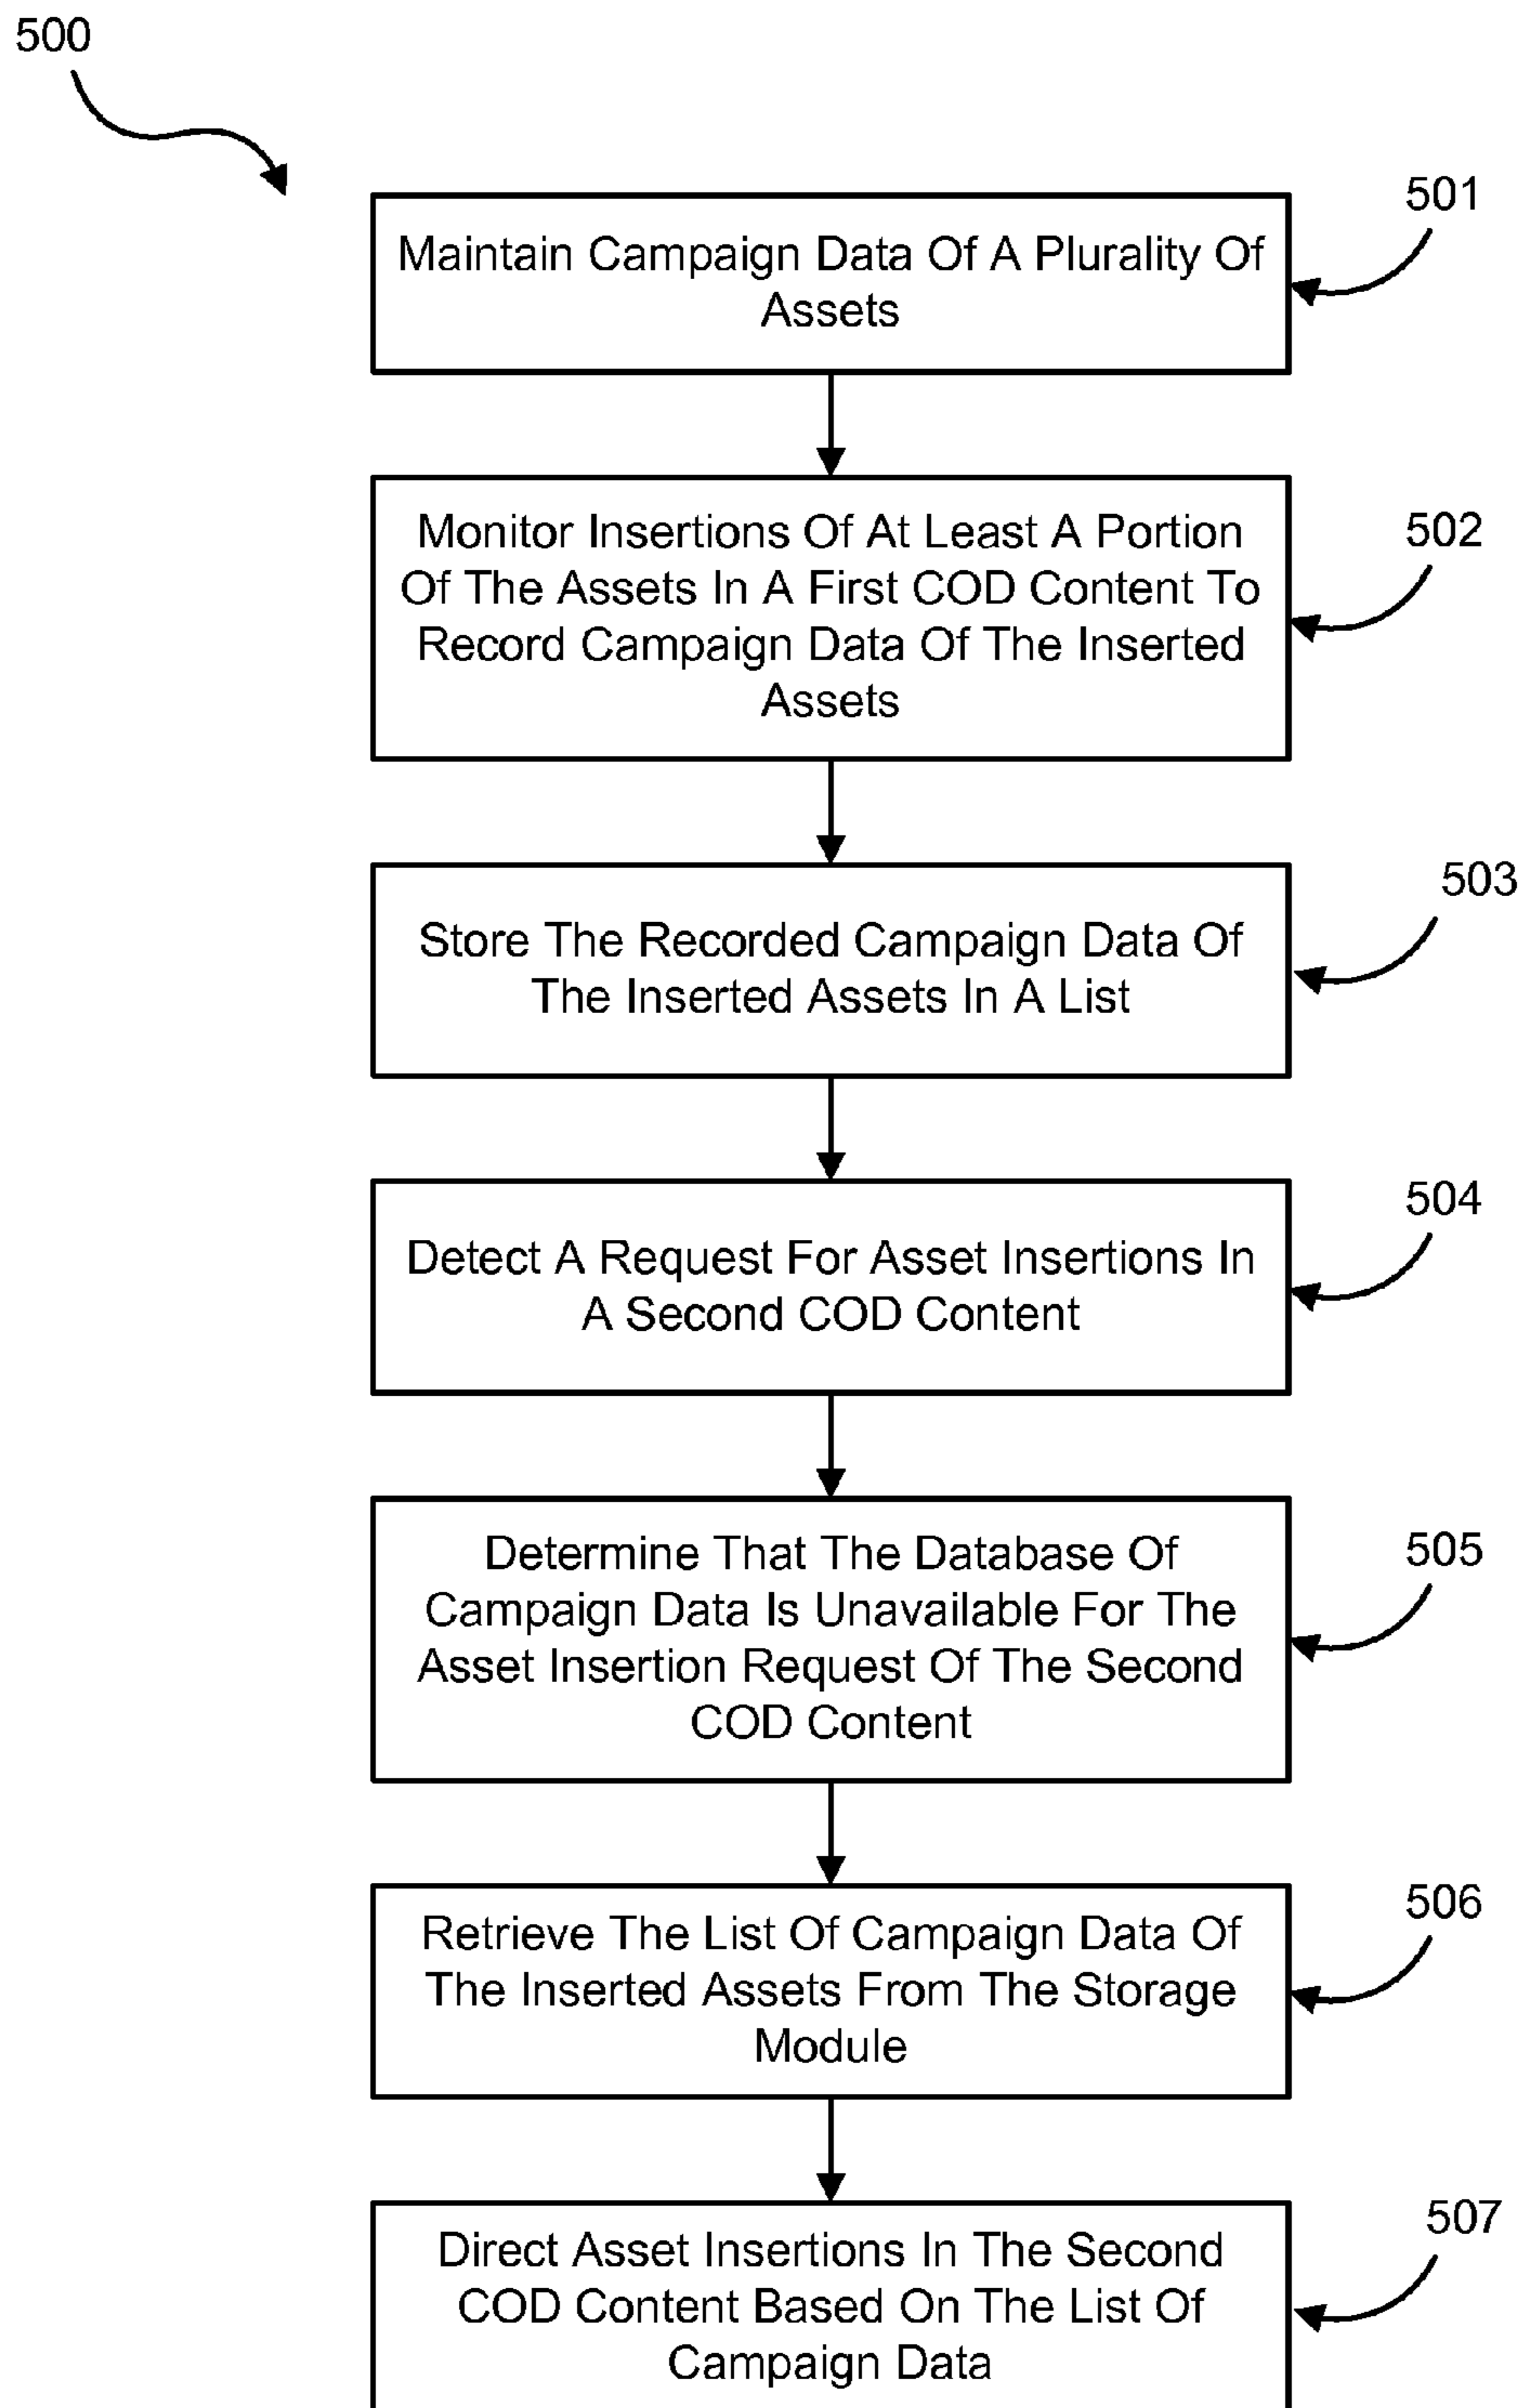 500
501
Maintain Campaign Data Of A Plurality Of
Assets
502
Monitor Insertions Of At Least A Portion
Of The Assets In A First COD Content To
Record Campaign Data Of The Inserted
Assets
503
Store The Recorded Campaign Data Of
The Inserted Assets In A List
504
Detect A Request For Asset Insertions In
A Second COD Content
505
Determine That The Database Of
Campaign Data Is Unavailable For The
Asset Insertion Request Of The Second
COD Content
506
Retrieve The List Of Campaign Data Of
The Inserted Assets From The Storage
Module
507
Direct Asset Insertions In The Second
COD Content Based On The List Of
Campaign Data